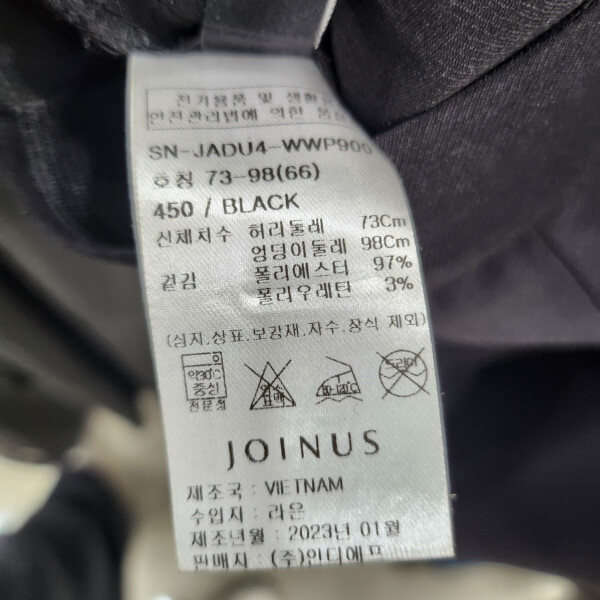 전기용품 및 생활
안전관리법에 의한 품
SN-JADU4-WWP900
호칭 73-98(66)
450 / BLACK
신체치수 허리둘레 73Cm
엉덩이둘레 98Cm
겉감 폴리에스터 97%
폴리우레탄 3%
(심지,상표,보강재,자수,장식 제외)
약30℃
중성
드라이
JOINUS
제조국 : VIETNAM
수입자 : 라운
제조년월 : 2023년 01월
판매자 : (주)인디에프